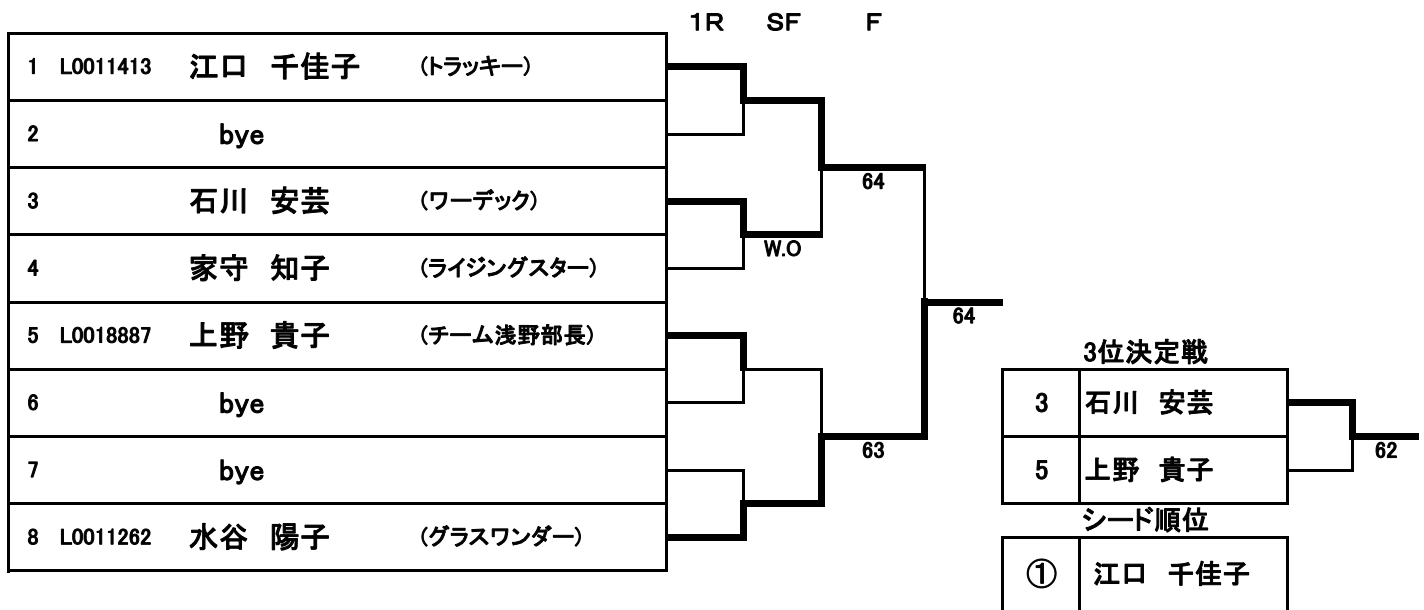 1R SF F
1 L0011413 江口 千佳子 (トラッキー)
2 bye
64
3 石川 安芸 (ワーデック)
W.O
4 家守 知子 (ライジングスター)
64
5 L0018887 上野 貴子 (チーム浅野部長)
6 bye
63
7 bye
8 L0011262 水谷 陽子 (グラスワンダー)
3位決定戦
3 石川 安芸
62
5 上野 貴子
シード順位
① 江口 千佳子